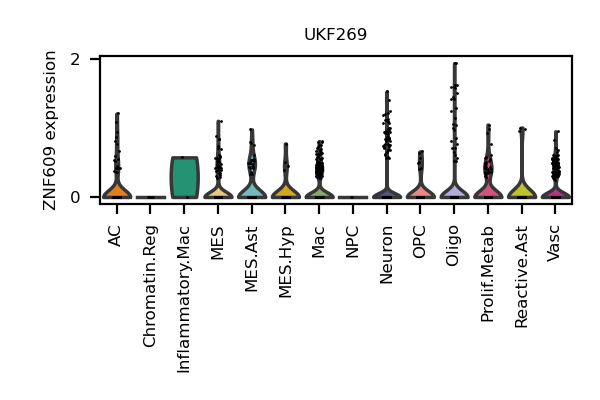 UKF269
ZNF609 expression
2
0
AC
Chromatin.Reg
Inflammatory.Mac
MES
MES.Ast
MES.Hyp
Mac
NPC
Neuron
OPC
Oligo
Prolif.Metab
Reactive.Ast
Vasc